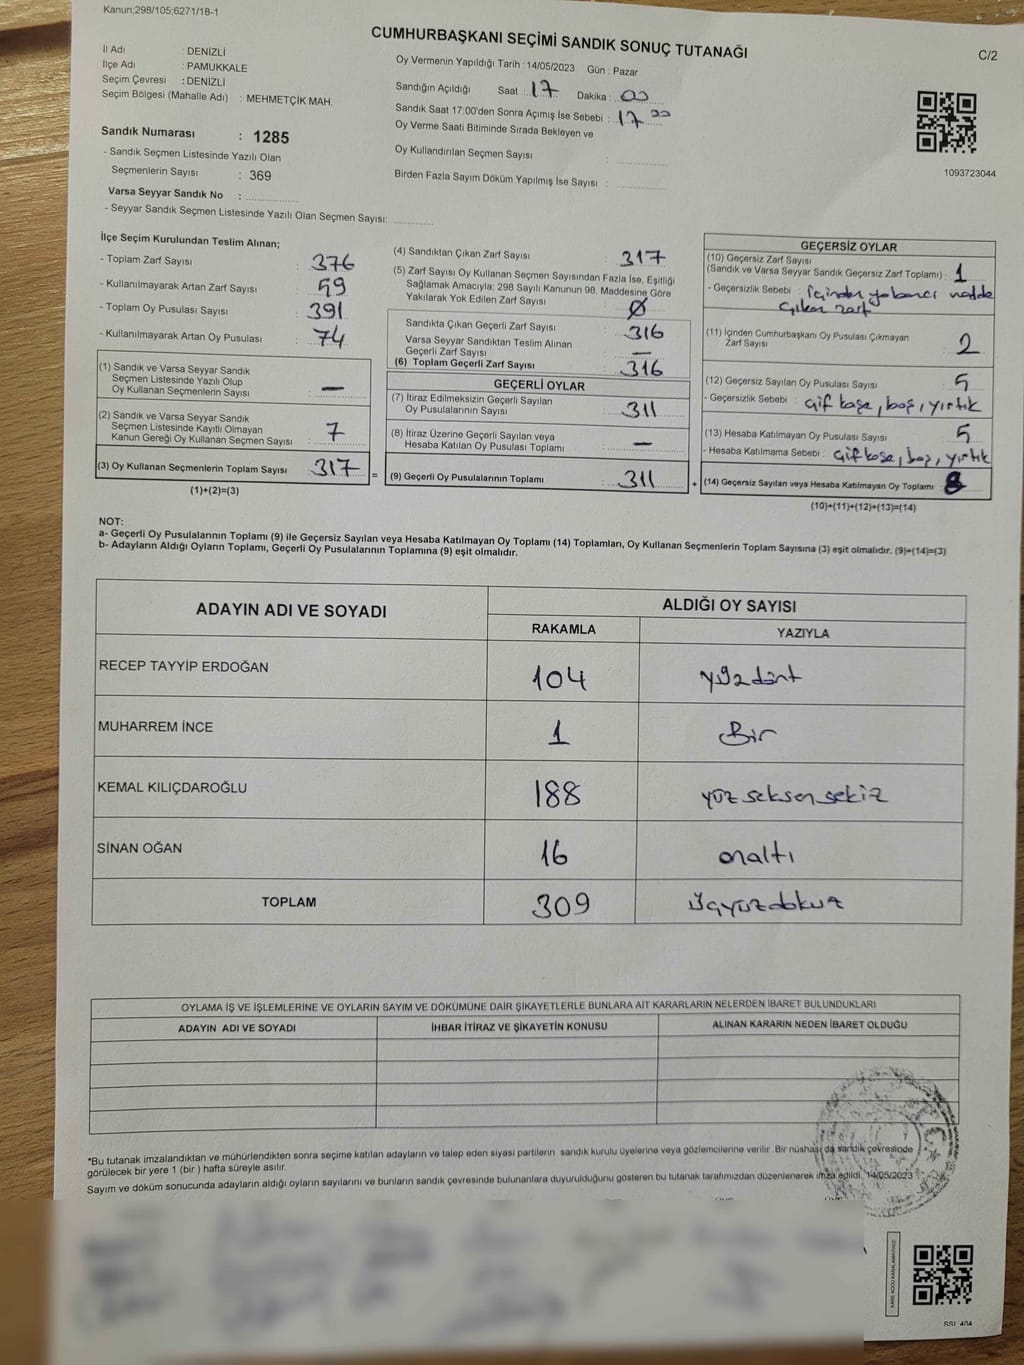 Kanun;298/105;6271/18-1
CUMHURBAŞKANI SEÇİMİ SANDIK SONUÇ TUTANAĞI
C/2
İl Adı : DENİZLİ
İlçe Adı : PAMUKKALE
Seçim Çevresi : DENİZLİ
Seçim Bölgesi (Mahalle Adı) : MEHMETÇİK MAH.
Sandık Numarası : 1285
- Sandık Seçmen Listesinde Yazılı Olan
Seçmenlerin Sayısı : 369
Varsa Seyyar Sandık No :
- Seyyar Sandık Seçmen Listesinde Yazılı Olan Seçmen Sayısı:
Oy Vermenin Yapıldığı Tarih : 14/05/2023 Gün : Pazar
Sandığın Açıldığı Saat : 17 Dakika : 00
Sandık Saat 17:00'den Sonra Açımış İse Sebebi : 17 00
Oy Verme Saati Bitiminde Sırada Bekleyen ve
Oy Kullandırılan Seçmen Sayısı :
Birden Fazla Sayım Döküm Yapılmış İse Sayısı :
1093723044
İlçe Seçim Kurulundan Teslim Alınan;
- Toplam Zarf Sayısı : 376
- Kullanılmayarak Artan Zarf Sayısı : 59
- Toplam Oy Pusulası Sayısı : 391
- Kullanılmayarak Artan Oy Pusulası : 74
(1) Sandık ve Varsa Seyyar Sandık
Seçmen Listesinde Yazılı Olup
Oy Kullanan Seçmenlerin Sayısı : —
(2) Sandık ve Varsa Seyyar Sandık
Seçmen Listesinde Kayıtlı Olmayan
Kanun Gereği Oy Kullanan Seçmen Sayısı : 7
(3) Oy Kullanan Seçmenlerin Toplam Sayısı : 317 =
(1)+(2)=(3)
(4) Sandıktan Çıkan Zarf Sayısı : 317
(5) Zarf Sayısı Oy Kullanan Seçmen Sayısından Fazla İse, Eşitliği
Sağlamak Amacıyla; 298 Sayılı Kanunun 98. Maddesine Göre
Yakılarak Yok Edilen Zarf Sayısı : Ø
Sandıkta Çıkan Geçerli Zarf Sayısı : 316
Varsa Seyyar Sandıktan Teslim Alınan
Geçerli Zarf Sayısı : —
(6) Toplam Geçerli Zarf Sayısı : 316
GEÇERLİ OYLAR
(7) İtiraz Edilmeksizin Geçerli Sayılan
Oy Pusulalarının Sayısı : 311
(8) İtiraz Üzerine Geçerli Sayılan veya
Hesaba Katılan Oy Pusulası Toplamı : —
(9) Geçerli Oy Pusulalarının Toplamı : 311 +
GEÇERSİZ OYLAR
(10) Geçersiz Zarf Sayısı
(Sandık ve Varsa Seyyar Sandık Geçersiz Zarf Toplamı) : 1
- Geçersizlik Sebebi : içinden yabancı madde
çıkan zarf
(11) İçinden Cumhurbaşkanı Oy Pusulası Çıkmayan
Zarf Sayısı : 2
(12) Geçersiz Sayılan Oy Pusulası Sayısı : 5
- Geçersizlik Sebebi : Çif kaşe, boş, yırtık
(13) Hesaba Katılmayan Oy Pusulası Sayısı : 5
- Hesaba Katılmama Sebebi : Çif kaşe, boş, yırtık
(14) Geçersiz Sayılan veya Hesaba Katılmayan Oy Toplamı : 8
(10)+(11)+(12)+(13)=(14)
NOT:
a- Geçerli Oy Pusulalarının Toplamı (9) ile Geçersiz Sayılan veya Hesaba Katılmayan Oy Toplamı (14) Toplamları, Oy Kullanan Seçmenlerin Toplam Sayısına (3) eşit olmalıdır. (9)+(14)=(3)
b- Adayların Aldığı Oyların Toplamı, Geçerli Oy Pusulalarının Toplamına (9) eşit olmalıdır.
ADAYIN ADI VE SOYADI
ALDIĞI OY SAYISI
RAKAMLA YAZIYLA
RECEP TAYYİP ERDOĞAN 104 yüzdört
MUHARREM İNCE 1 Bir
KEMAL KILIÇDAROĞLU 188 yüz seksen sekiz
SİNAN OĞAN 16 onaltı
TOPLAM 309 üçyüzdokuz
OYLAMA İŞ VE İŞLEMLERİNE VE OYLARIN SAYIM VE DÖKÜMÜNE DAİR ŞİKAYETLERLE BUNLARA AİT KARARLARIN NELERDEN İBARET BULUNDUKLARI
ADAYIN ADI VE SOYADI İHBAR İTİRAZ VE ŞİKAYETİN KONUSU ALINAN KARARIN NEDEN İBARET OLDUĞU
*Bu tutanak imzalandıktan ve mühürlendikten sonra seçime katılan adayların ve talep eden siyasi partilerin sandık kurulu üyelerine veya gözlemcilerine verilir. Bir nüshası da sandık çevresinde
görülecek bir yere 1 (bir) hafta süreyle asılır.
Sayım ve döküm sonucunda adayların aldığı oyların sayılarını ve bunların sandık çevresinde bulunanlara duyurulduğunu gösteren bu tutanak tarafımızdan düzenlenerek imza edildi. 14/05/2023